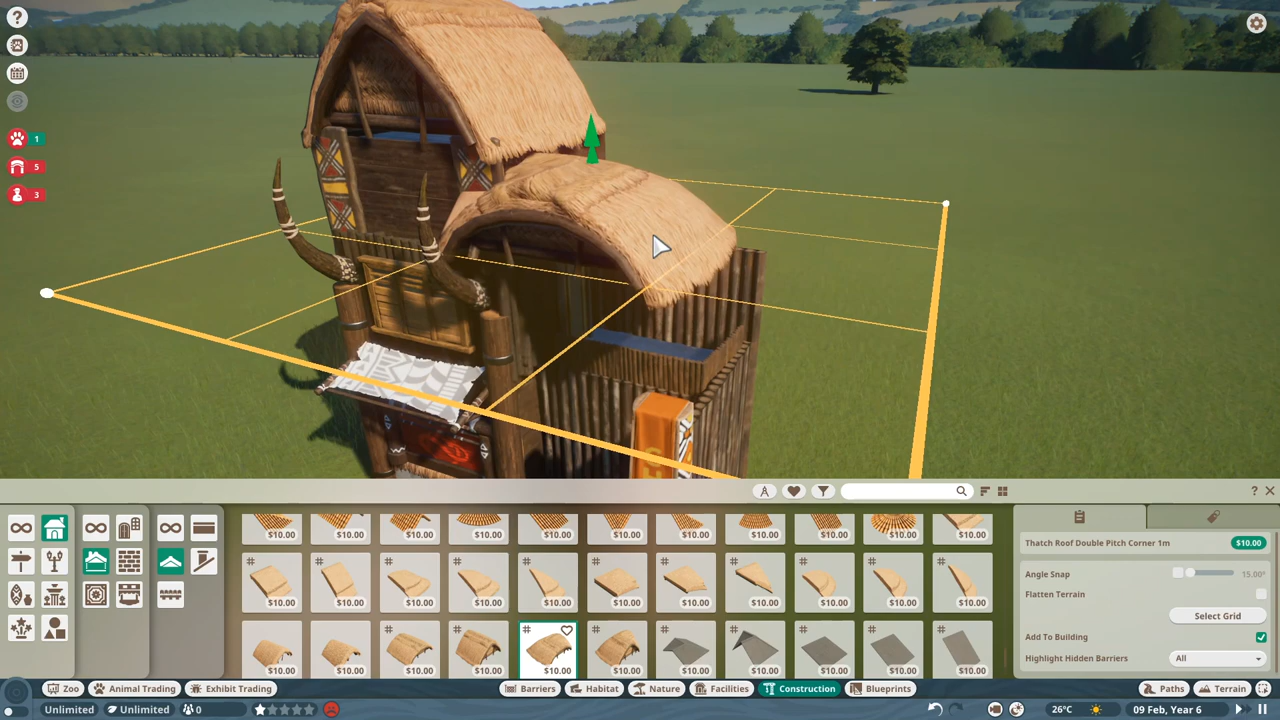 ?
1
5
3
? 
$10.00 $10.00 $10.00 $10.00 $10.00 $10.00 $10.00 $10.00 $10.00 $10.00 $10.00
$10.00 $10.00 $10.00 $10.00 $10.00 $10.00 $10.00 $10.00 $10.00 $10.00 $10.00
$10.00 $10.00 $10.00 $10.00 $10.00 $10.00 $10.00 $10.00 $10.00 $10.00 $10.00
Thatch Roof Double Pitch Corner 1m $10.00
Angle Snap 15.00°
Flatten Terrain
Select Grid
Add To Building
Highlight Hidden Barriers All
Zoo Animal Trading Exhibit Trading Barriers Habitat Nature Facilities Construction Blueprints Paths Terrain
Unlimited Unlimited 0 26°C 09 Feb, Year 6